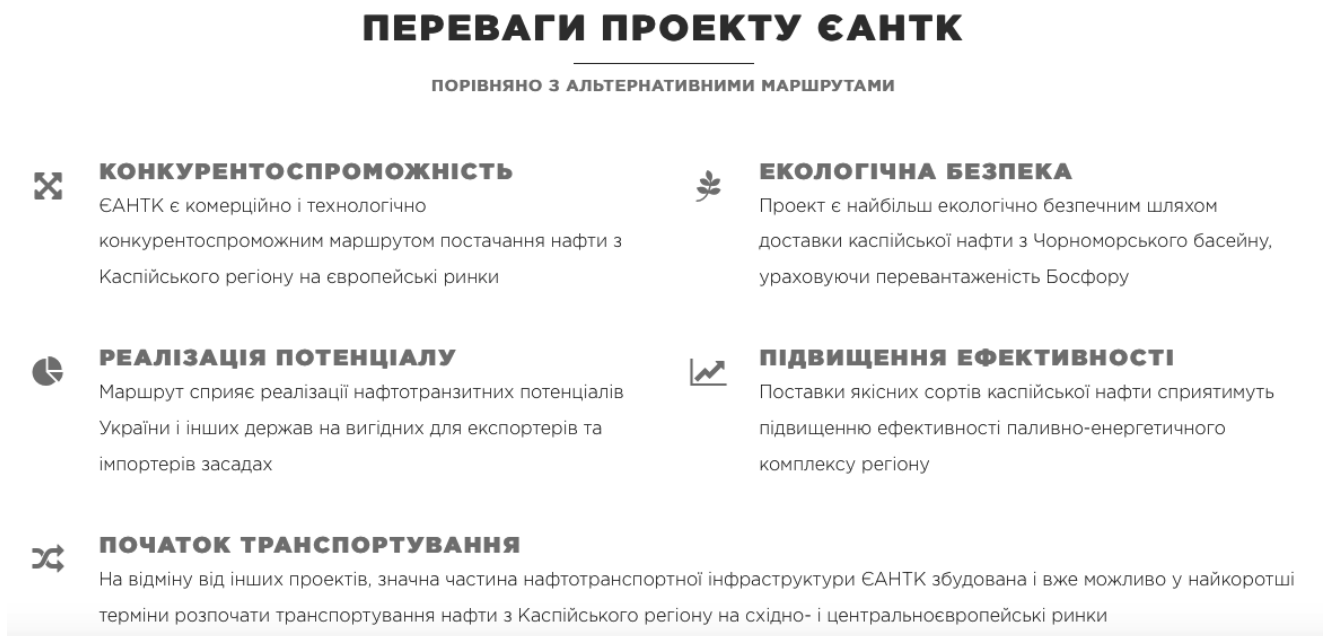 ПЕРЕВАГИ ПРОЕКТУ ЄАНТК
ПОРІВНЯНО З АЛЬТЕРНАТИВНИМИ МАРШРУТАМИ
КОНКУРЕНТОСПРОМОЖНІСТЬ
ЄАНТК є комерційно і технологічно
конкурентоспроможним маршрутом постачання нафти з
Каспійського регіону на європейські ринки
ЕКОЛОГІЧНА БЕЗПЕКА
Проект є найбільш екологічно безпечним шляхом
доставки каспійської нафти з Чорноморського басейну,
ураховуючи перевантаженість Босфору
РЕАЛІЗАЦІЯ ПОТЕНЦІАЛУ
Маршрут сприяє реалізації нафтотранзитних потенціалів
України і інших держав на вигідних для експортерів та
імпортерів засадах
ПІДВИЩЕННЯ ЕФЕКТИВНОСТІ
Поставки якісних сортів каспійської нафти сприятимуть
підвищенню ефективності паливно-енергетичного
комплексу регіону
ПОЧАТОК ТРАНСПОРТУВАННЯ
На відміну від інших проектів, значна частина нафтотранспортної інфраструктури ЄАНТК збудована і вже можливо у найкоротші
терміни розпочати транспортування нафти з Каспійського регіону на східно- і центральноєвропейські ринки